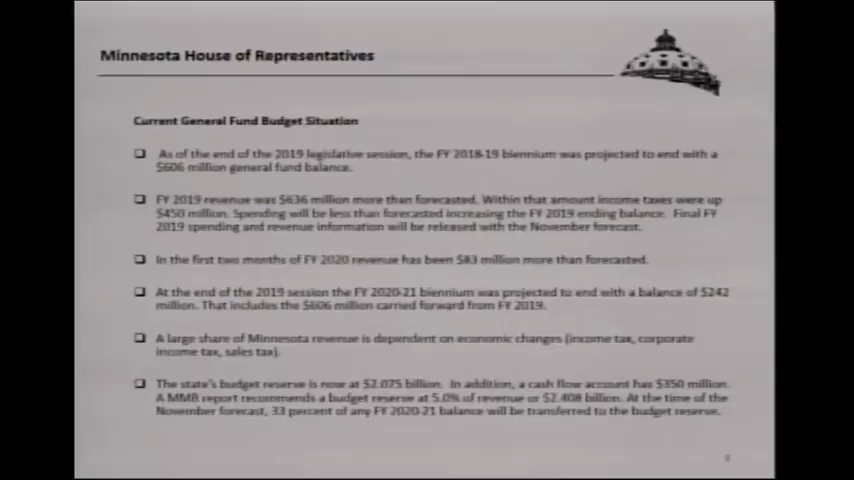 Minnesota House of Representatives
Current General Fund Budget Situation
As of the end of the 2019 legislative session, the FY 2018-19 biennium was projected to end with a
$606 million general fund balance.
FY 2019 revenue was $636 million more than forecasted. Within that amount income taxes were up
$450 million. Spending will be less than forecasted increasing the FY 2019 ending balance. Final FY
2019 spending and revenue information will be released with the November forecast.
In the first two months of FY 2020 revenue has been $83 million more than forecasted.
At the end of the 2019 session the FY 2020-21 biennium was projected to end with a balance of $242
million. That includes the $606 million carried forward from FY 2019.
A large share of Minnesota revenue is dependent on economic changes (income tax, corporate
income tax, sales tax).
The state's budget reserve is now at $2.075 billion. In addition, a cash flow account has $350 million.
A MMB report recommends a budget reserve at 5.0% of revenue or $2.408 billion. At the time of the
November forecast, 33 percent of any FY 2020-21 balance will be transferred to the budget reserve.